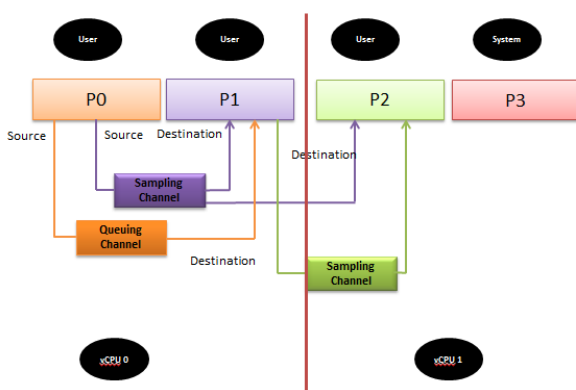 User
User
User
System
P0
P1
P2
P3
Source
Source
Destination
Destination
Sampling
Channel
Queuing
Channel
Destination
Sampling
Channel
vCPU 0
vCPU 1